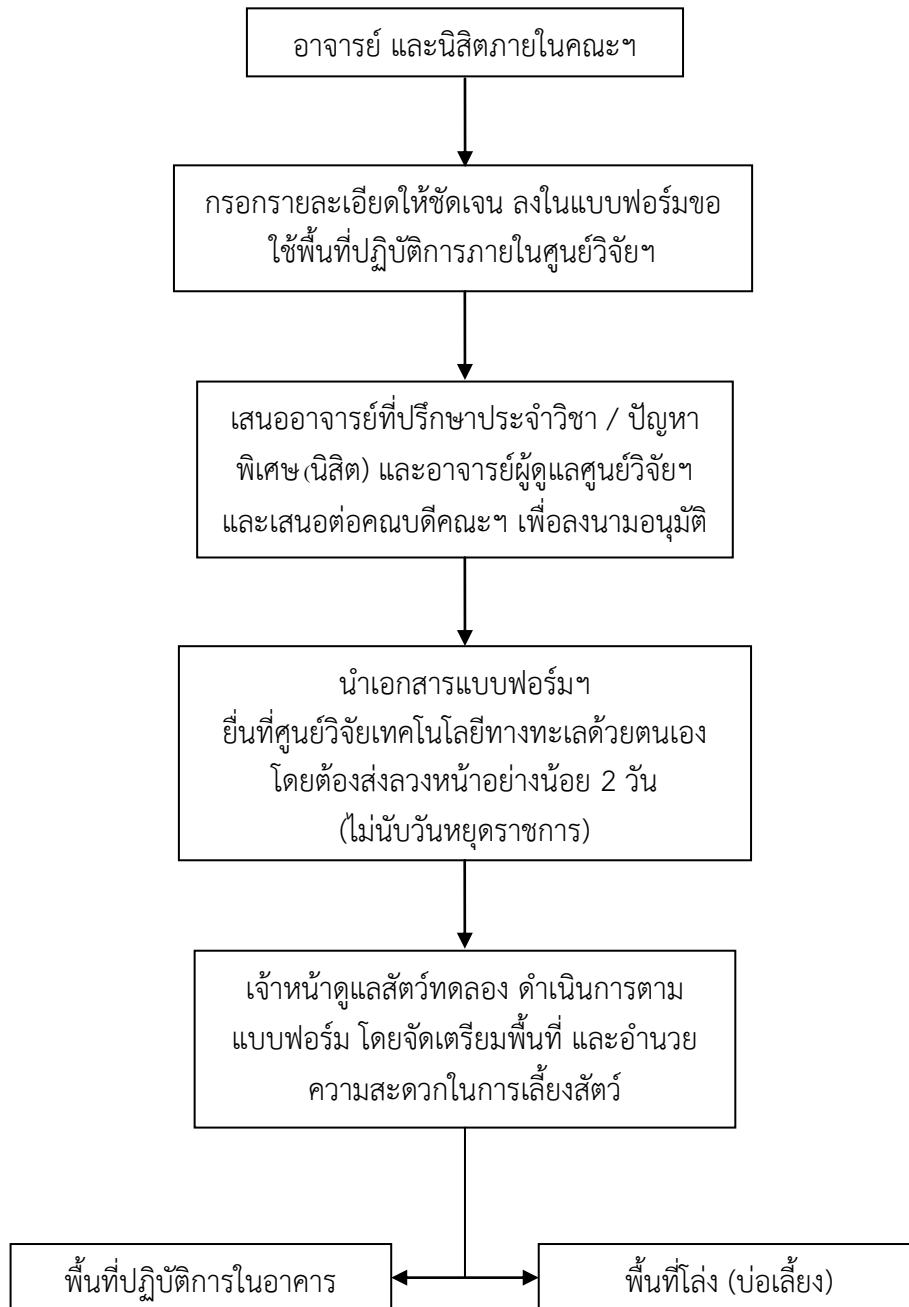 อาจารย์ และนิสิตภายในคณะฯ
กรอกรายละเอียดให้ชัดเจน ลงในแบบฟอร์มขอ
ใช้พื้นที่ปฏิบัติการภายในศูนย์วิจัยฯ
เสนออาจารย์ที่ปรึกษาประจำวิชา / ปัญหา
พิเศษ(นิสิต) และอาจารย์ผู้ดูแลศูนย์วิจัยฯ
และเสนอต่อคณบดีคณะฯ เพื่อลงนามอนุมัติ
นำเอกสารแบบฟอร์มฯ
ยื่นที่ศูนย์วิจัยเทคโนโลยีทางทะเลด้วยตนเอง
โดยต้องส่งลวงหน้าอย่างน้อย 2 วัน
(ไม่นับวันหยุดราชการ)
เจ้าหน้าดูแลสัตว์ทดลอง ดำเนินการตาม
แบบฟอร์ม โดยจัดเตรียมพื้นที่ และอำนวย
ความสะดวกในการเลี้ยงสัตว์
พื้นที่ปฏิบัติการในอาคาร
พื้นที่โล่ง (บ่อเลี้ยง)